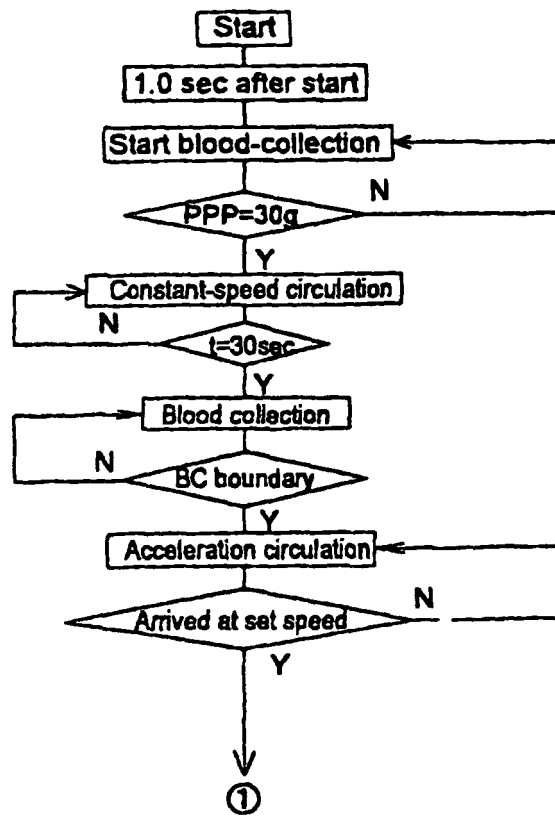 Start
1.0 sec after start
Start blood-collection
N
PPP=30g
Y
Constant-speed circulation
N
t=30sec
Y
Blood collection
N
BC boundary
Y
Acceleration circulation
N
Arrived at set speed
Y
①